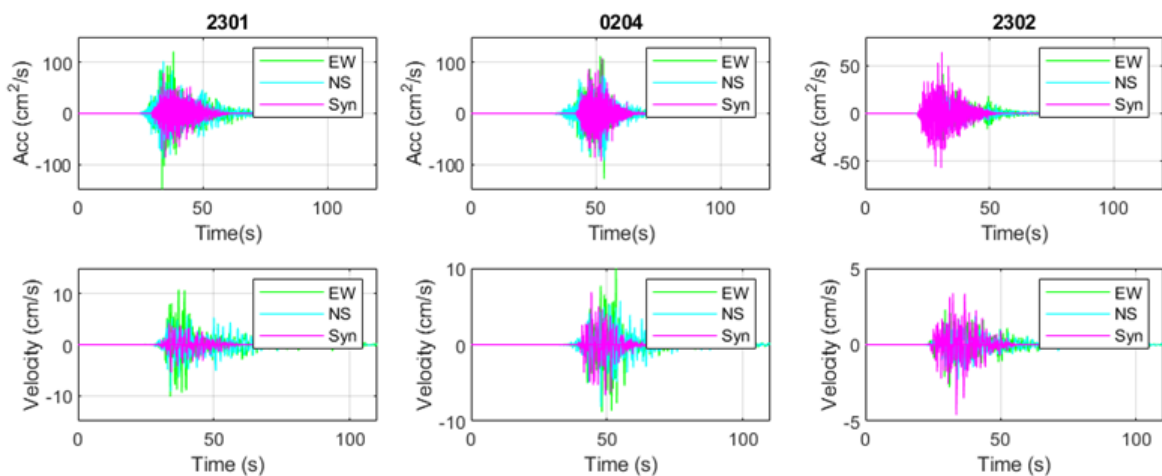 2301
0204
2302
Acc (cm²/s)
100
0
-100
EW
NS
Syn
0
50
100
Time(s)
Acc (cm²/s)
100
0
-100
EW
NS
Syn
0
50
100
Time(s)
Acc (cm²/s)
50
0
-50
EW
NS
Syn
0
50
100
Time(s)
Velocity (cm/s)
10
0
-10
EW
NS
Syn
0
50
100
Time (s)
Velocity (cm/s)
10
0
-10
EW
NS
Syn
0
50
100
Time (s)
Velocity (cm/s)
5
0
-5
EW
NS
Syn
0
50
100
Time (s)